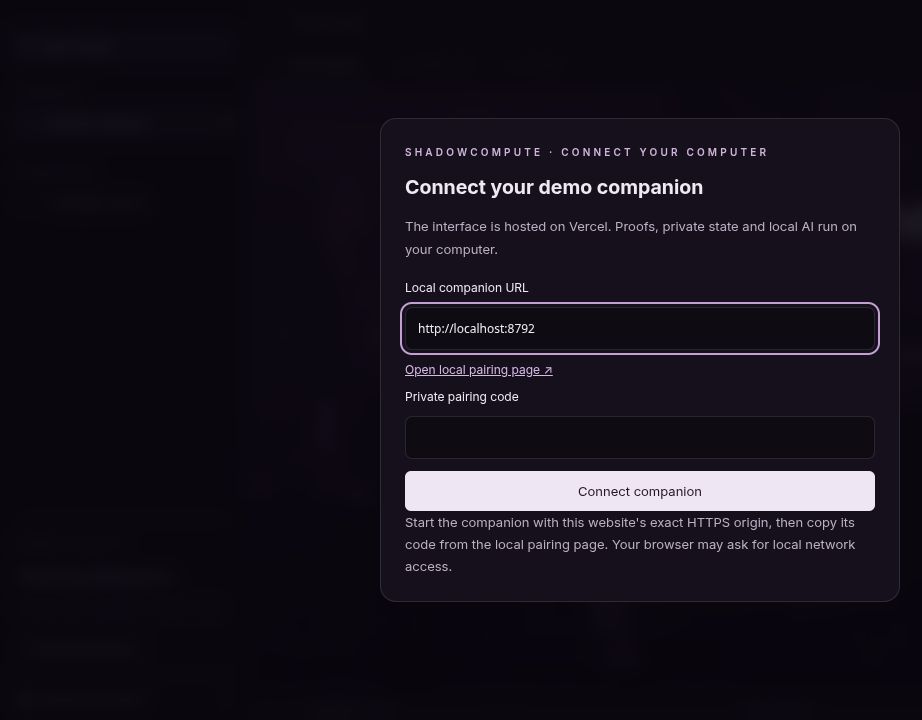 SHADOWCOMPUTE · CONNECT YOUR COMPUTER
Connect your demo companion
The interface is hosted on Vercel. Proofs, private state and local AI run on
your computer.
Local companion URL
http://localhost:8792
Open local pairing page ↗
Private pairing code
Connect companion
Start the companion with this website's exact HTTPS origin, then copy its
code from the local pairing page. Your browser may ask for local network
access.